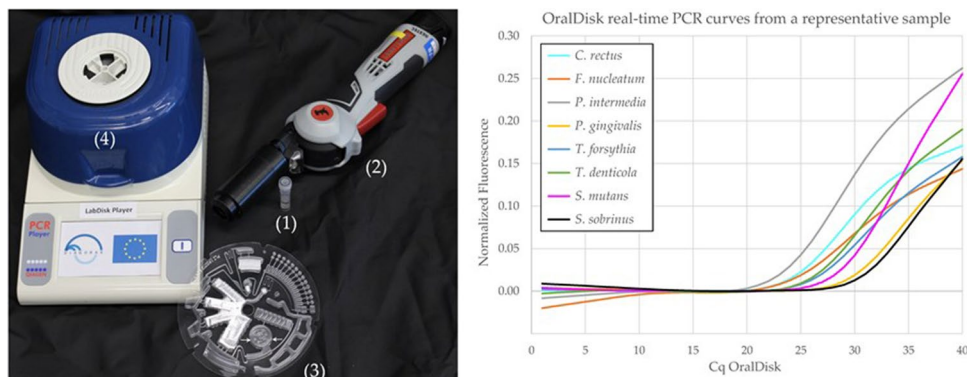 (4)
(2)
(1)
LabDisk Player
PCR
Player
(3)
OralDisk real-time PCR curves from a representative sample
0.30
0.25
0.20
0.15
0.10
0.05
0.00
Normalized Fluorescence
C. rectus
F. nucleatum
P. intermedia
P. gingivalis
T. forsythia
T. denticola
S. mutans
S. sobrinus
0 5 10 15 20 25 30 35 40
Cq OralDisk